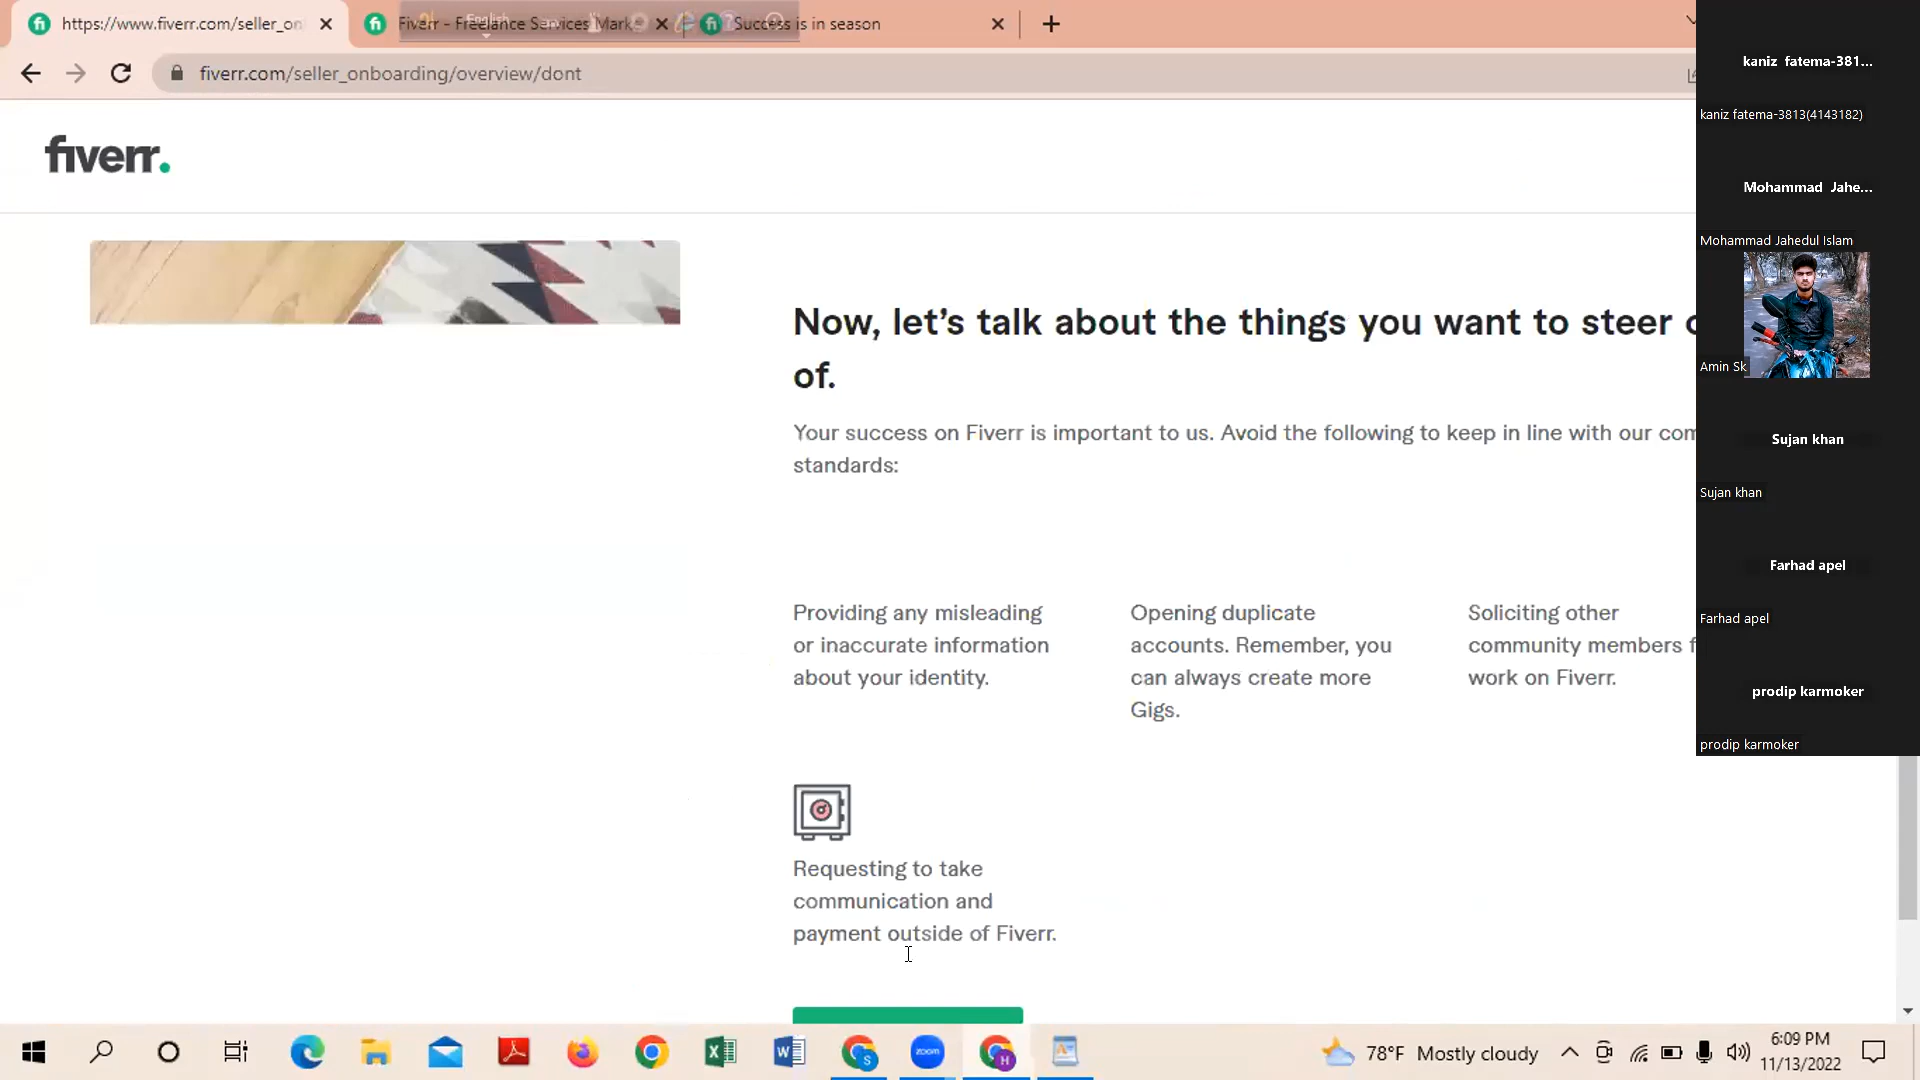 https://www.fiverr.com/seller_on
Fiverr - Freelance Services Mark
Success is in season
English
fiverr.com/seller_onboarding/overview/dont
fiverr.
Now, let's talk about the things you want to steer
of.
Your success on Fiverr is important to us. Avoid the following to keep in line with our com
standards:
Providing any misleading
or inaccurate information
about your identity.
Opening duplicate
accounts. Remember, you
can always create more
Gigs.
Soliciting other
community members f
work on Fiverr.
Requesting to take
communication and
payment outside of Fiverr.
kaniz fatema-381...
kaniz fatema-3813(4143182)
Mohammad Jahe...
Mohammad Jahedul Islam
Amin Sk
Sujan khan
Sujan khan
Farhad apel
Farhad apel
prodip karmoker
prodip karmoker
zoom
S
H
78°F Mostly cloudy
6:09 PM
11/13/2022